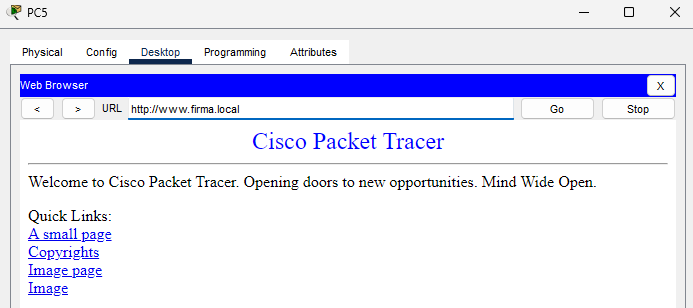 PC5
Physical Config Desktop Programming Attributes
Web Browser X
< > URL http://www.firma.local Go Stop
Cisco Packet Tracer
Welcome to Cisco Packet Tracer. Opening doors to new opportunities. Mind Wide Open.
Quick Links:
A small page
Copyrights
Image page
Image